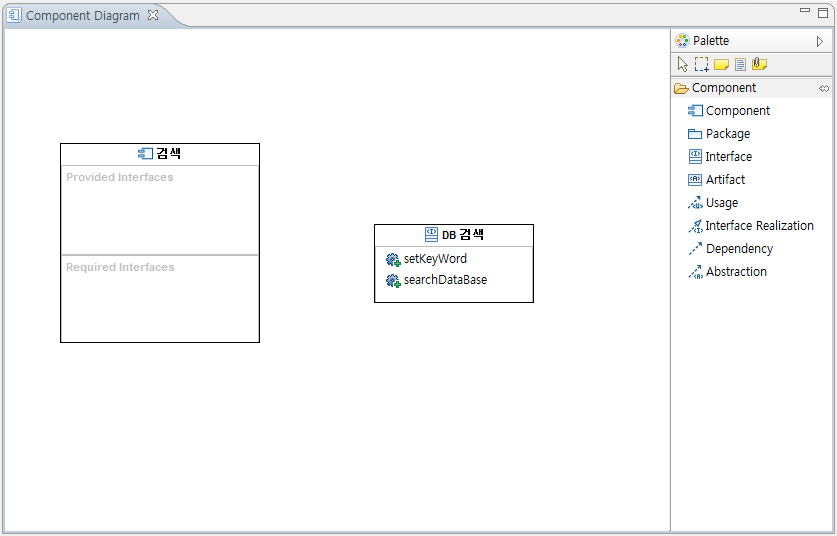 Component Diagram
검색
Provided Interfaces
Required Interfaces
DB 검색
setKeyWord
searchDataBase
Palette
Component
Component
Package
Interface
Artifact
Usage
Interface Realization
Dependency
Abstraction